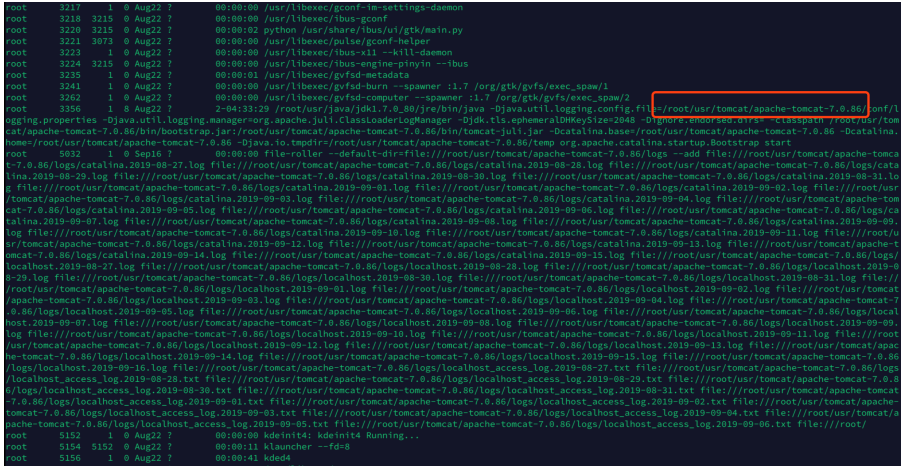 root 3217 1 0 Aug22 ? 00:00:00 /usr/libexec/gconf-im-settings-daemon
root 3218 3215 0 Aug22 ? 00:00:00 /usr/libexec/ibus-gconf
root 3220 3215 0 Aug22 ? 00:00:02 python /usr/share/ibus/ui/gtk/main.py
root 3221 3073 0 Aug22 ? 00:00:00 /usr/libexec/pulse/gconf-helper
root 3223 1 0 Aug22 ? 00:00:00 /usr/libexec/ibus-x11 --kill-daemon
root 3224 3215 0 Aug22 ? 00:00:00 /usr/libexec/ibus-engine-pinyin --ibus
root 3235 1 0 Aug22 ? 00:00:01 /usr/libexec/gvfsd-metadata
root 3241 1 0 Aug22 ? 00:00:00 /usr/libexec/gvfsd-burn --spawner :1.7 /org/gtk/gvfs/exec_spaw/1
root 3262 1 0 Aug22 ? 00:00:00 /usr/libexec/gvfsd-computer --spawner :1.7 /org/gtk/gvfs/exec_spaw/2
root 3356 1 8 Aug22 ? 2-04:33:29 /root/usr/java/jdk1.7.0_80/jre/bin/java -Djava.util.logging.config.file=/root/usr/tomcat/apache-tomcat-7.0.86/conf/l
ogging.properties -Djava.util.logging.manager=org.apache.juli.ClassLoaderLogManager -Djdk.tls.ephemeralDHKeySize=2048 -Dignore.endorsed.dirs= -classpath /root/usr/tom
cat/apache-tomcat-7.0.86/bin/bootstrap.jar:/root/usr/tomcat/apache-tomcat-7.0.86/bin/tomcat-juli.jar -Dcatalina.base=/root/usr/tomcat/apache-tomcat-7.0.86 -Dcatalina.
home=/root/usr/tomcat/apache-tomcat-7.0.86 -Djava.io.tmpdir=/root/usr/tomcat/apache-tomcat-7.0.86/temp org.apache.catalina.startup.Bootstrap start
root 5032 1 0 Sep16 ? 00:00:00 file-roller --default-dir=file:///root/usr/tomcat/apache-tomcat-7.0.86/logs --add file:///root/usr/tomcat/apache-tomca
t-7.0.86/logs/catalina.2019-08-27.log file:///root/usr/tomcat/apache-tomcat-7.0.86/logs/catalina.2019-08-28.log file:///root/usr/tomcat/apache-tomcat-7.0.86/logs/cata
lina.2019-08-29.log file:///root/usr/tomcat/apache-tomcat-7.0.86/logs/catalina.2019-08-30.log file:///root/usr/tomcat/apache-tomcat-7.0.86/logs/catalina.2019-08-31.lo
g file:///root/usr/tomcat/apache-tomcat-7.0.86/logs/catalina.2019-09-01.log file:///root/usr/tomcat/apache-tomcat-7.0.86/logs/catalina.2019-09-02.log file:///root/usr
/tomcat/apache-tomcat-7.0.86/logs/catalina.2019-09-03.log file:///root/usr/tomcat/apache-tomcat-7.0.86/logs/catalina.2019-09-04.log file:///root/usr/tomcat/apache-tom
cat-7.0.86/logs/catalina.2019-09-05.log file:///root/usr/tomcat/apache-tomcat-7.0.86/logs/catalina.2019-09-06.log file:///root/usr/tomcat/apache-tomcat-7.0.86/logs/ca
talina.2019-09-07.log file:///root/usr/tomcat/apache-tomcat-7.0.86/logs/catalina.2019-09-08.log file:///root/usr/tomcat/apache-tomcat-7.0.86/logs/catalina.2019-09-09.
log file:///root/usr/tomcat/apache-tomcat-7.0.86/logs/catalina.2019-09-10.log file:///root/usr/tomcat/apache-tomcat-7.0.86/logs/catalina.2019-09-11.log file:///root/u
sr/tomcat/apache-tomcat-7.0.86/logs/catalina.2019-09-12.log file:///root/usr/tomcat/apache-tomcat-7.0.86/logs/catalina.2019-09-13.log file:///root/usr/tomcat/apache-t
omcat-7.0.86/logs/catalina.2019-09-14.log file:///root/usr/tomcat/apache-tomcat-7.0.86/logs/catalina.2019-09-15.log file:///root/usr/tomcat/apache-tomcat-7.0.86/logs/
localhost.2019-08-27.log file:///root/usr/tomcat/apache-tomcat-7.0.86/logs/localhost.2019-08-28.log file:///root/usr/tomcat/apache-tomcat-7.0.86/logs/localhost.2019-0
8-29.log file:///root/usr/tomcat/apache-tomcat-7.0.86/logs/localhost.2019-08-30.log file:///root/usr/tomcat/apache-tomcat-7.0.86/logs/localhost.2019-08-31.log file://
/root/usr/tomcat/apache-tomcat-7.0.86/logs/localhost.2019-09-01.log file:///root/usr/tomcat/apache-tomcat-7.0.86/logs/localhost.2019-09-02.log file:///root/usr/tomcat
/apache-tomcat-7.0.86/logs/localhost.2019-09-03.log file:///root/usr/tomcat/apache-tomcat-7.0.86/logs/localhost.2019-09-04.log file:///root/usr/tomcat/apache-tomcat-7
.0.86/logs/localhost.2019-09-05.log file:///root/usr/tomcat/apache-tomcat-7.0.86/logs/localhost.2019-09-06.log file:///root/usr/tomcat/apache-tomcat-7.0.86/logs/local
host.2019-09-07.log file:///root/usr/tomcat/apache-tomcat-7.0.86/logs/localhost.2019-09-08.log file:///root/usr/tomcat/apache-tomcat-7.0.86/logs/localhost.2019-09-09.
log file:///root/usr/tomcat/apache-tomcat-7.0.86/logs/localhost.2019-09-10.log file:///root/usr/tomcat/apache-tomcat-7.0.86/logs/localhost.2019-09-11.log file:///root
/usr/tomcat/apache-tomcat-7.0.86/logs/localhost.2019-09-12.log file:///root/usr/tomcat/apache-tomcat-7.0.86/logs/localhost.2019-09-13.log file:///root/usr/tomcat/apac
he-tomcat-7.0.86/logs/localhost.2019-09-14.log file:///root/usr/tomcat/apache-tomcat-7.0.86/logs/localhost.2019-09-15.log file:///root/usr/tomcat/apache-tomcat-7.0.86
/logs/localhost.2019-09-16.log file:///root/usr/tomcat/apache-tomcat-7.0.86/logs/localhost_access_log.2019-08-27.txt file:///root/usr/tomcat/apache-tomcat-7.0.86/logs
/localhost_access_log.2019-08-28.txt file:///root/usr/tomcat/apache-tomcat-7.0.86/logs/localhost_access_log.2019-08-29.txt file:///root/usr/tomcat/apache-tomcat-7.0.8
6/logs/localhost_access_log.2019-08-30.txt file:///root/usr/tomcat/apache-tomcat-7.0.86/logs/localhost_access_log.2019-08-31.txt file:///root/usr/tomcat/apache-tomcat
-7.0.86/logs/localhost_access_log.2019-09-01.txt file:///root/usr/tomcat/apache-tomcat-7.0.86/logs/localhost_access_log.2019-09-02.txt file:///root/usr/tomcat/apache-
tomcat-7.0.86/logs/localhost_access_log.2019-09-03.txt file:///root/usr/tomcat/apache-tomcat-7.0.86/logs/localhost_access_log.2019-09-04.txt file:///root/usr/tomcat/a
pache-tomcat-7.0.86/logs/localhost_access_log.2019-09-05.txt file:///root/usr/tomcat/apache-tomcat-7.0.86/logs/localhost_access_log.2019-09-06.txt file:///root/
root 5152 1 0 Aug22 ? 00:00:00 kdeinit4: kdeinit4 Running...
root 5154 5152 0 Aug22 ? 00:00:11 klauncher --fd=8
root 5156 1 0 Aug22 ? 00:00:41 kded4